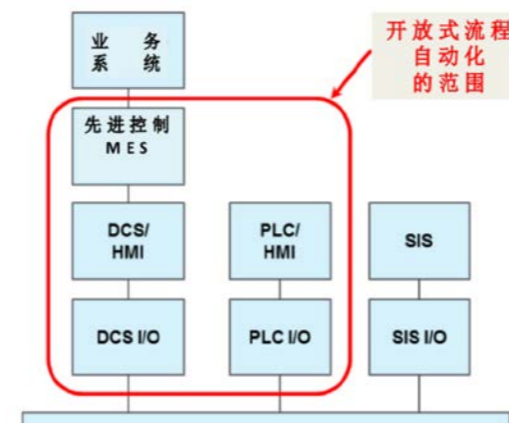 业 务
系 统
开放式流程
自动化
的范围
先进控制
MES
DCS/
HMI
PLC/
HMI
SIS
DCS I/O
PLC I/O
SIS I/O